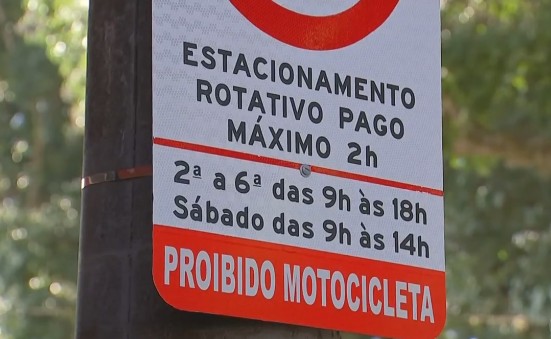 ESTACIONAMENTO
ROTATIVO PAGO
MÁXIMO 2h
2ª a 6ª das 9h às 18h
Sábado das 9h às 14h
PROIBIDO MOTOCICLETA